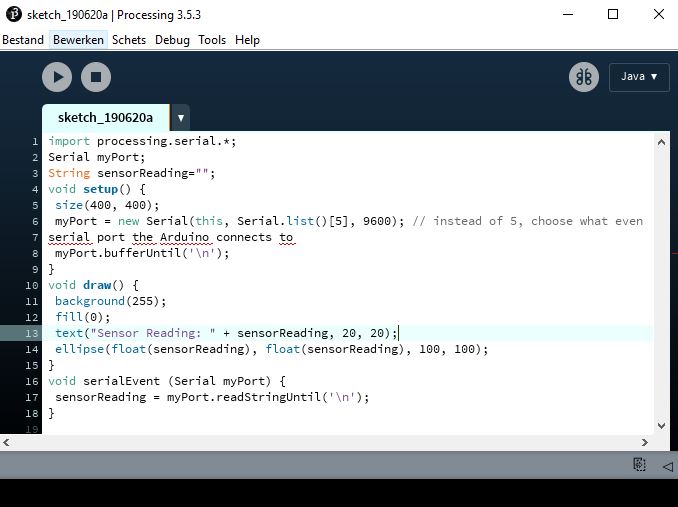 sketch_190620a | Processing 3.5.3
Bestand Bewerken Schets Debug Tools Help
Java ▼
sketch_190620a ▼
1 import processing.serial.*;
2 Serial myPort;
3 String sensorReading="";
4 void setup() {
5 size(400, 400);
6 myPort = new Serial(this, Serial.list()[5], 9600); // instead of 5, choose what even
7 serial port the Arduino connects to
8 myPort.bufferUntil('\n');
9 }
10 void draw() {
11 background(255);
12 fill(0);
13 text("Sensor Reading: " + sensorReading, 20, 20);
14 ellipse(float(sensorReading), float(sensorReading), 100, 100);
15 }
16 void serialEvent (Serial myPort) {
17 sensorReading = myPort.readStringUntil('\n');
18 }
19